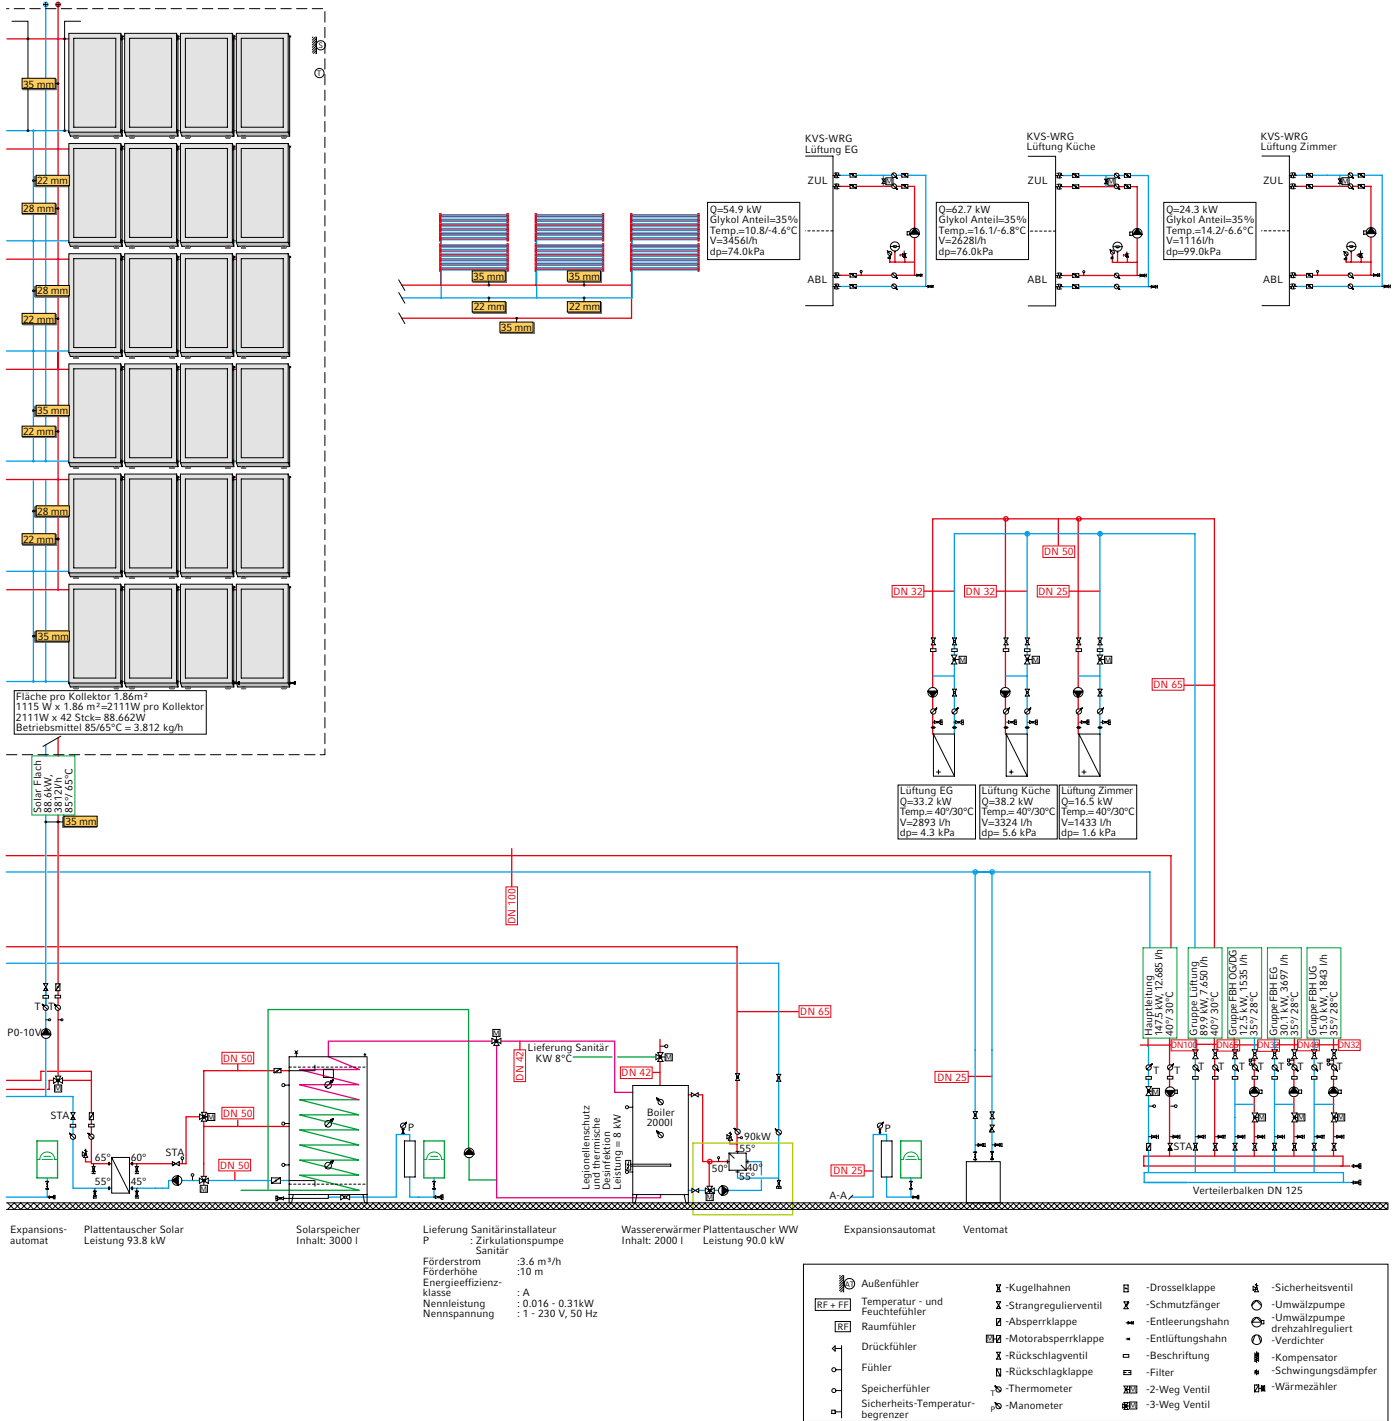 35 mm
22 mm
28 mm
28 mm
22 mm
35 mm
22 mm
28 mm
22 mm
35 mm
S
T
Fläche pro Kollektor 1.86m²
1115 W x 1.86 m²=2111W pro Kollektor
2111W x 42 Stck= 88.662W
Betriebsmittel 85/65°C = 3.812 kg/h
Solar Flach
88.6kW,
3812l/h
85°/ 65°C
35 mm
35 mm
35 mm
22 mm
22 mm
35 mm
KVS-WRG
Lüftung EG
ZUL
ABL
M
Q=54.9 kW
Glykol Anteil=35%
Temp.=10.8/-4.6°C
V=3456l/h
dp=74.0kPa
KVS-WRG
Lüftung Küche
ZUL
ABL
M
Q=62.7 kW
Glykol Anteil=35%
Temp.=16.1/-6.8°C
V=2628l/h
dp=76.0kPa
KVS-WRG
Lüftung Zimmer
ZUL
ABL
M
Q=24.3 kW
Glykol Anteil=35%
Temp.=14.2/-6.6°C
V=1116l/h
dp=99.0kPa
DN 50
DN 32
DN 32
DN 25
M
M
M
DN 65
Lüftung EG
Q=33.2 kW
Temp.= 40°/30°C
V=2893 l/h
dp= 4.3 kPa
Lüftung Küche
Q=38.2 kW
Temp.= 40°/30°C
V=3324 l/h
dp= 5.6 kPa
Lüftung Zimmer
Q=16.5 kW
Temp.= 40°/30°C
V=1433 l/h
dp= 1.6 kPa
DN 100
Hauptleitung
147.5 kW, 12.685 l/h
40°/ 30°C
Gruppe Lüftung
89.9 kW, 7.650 l/h
40°/ 30°C
Gruppe FBH OG/DG
12.5 kW, 1535 l/h
35°/ 28°C
Gruppe FBH EG
30.1 kW, 3697 l/h
35°/ 28°C
Gruppe FBH UG
15.0 kW, 1843 l/h
35°/ 28°C
DN100
DN32
T
T
T
T
T
T
M
M
M
M
STA
Verteilerbalken DN 125
T
T
P0-10V
M
STA
65°
60°
55°
45°
STA
M
M
DN 50
DN 50
DN 50
P
M
DN 42
Lieferung Sanitär
KW 8°C
M
DN 42
DN 65
Boiler
2000l
Legionellenschutz
und thermische
Desinfektion
Leistung = 8 kW
90kW
55°
50°
40°
55°
M
DN 25
P
A-A
DN 25
Expansions-
automat
Plattentauscher Solar
Leistung 93.8 kW
Solarspeicher
Inhalt: 3000 l
Lieferung Sanitärinstallateur
P : Zirkulationspumpe
Sanitär
Förderstrom :3.6 m³/h
Förderhöhe :10 m
Energieeffizienz-
klasse : A
Nennleistung : 0.016 - 0.31kW
Nennspannung : 1 - 230 V, 50 Hz
Wassererwärmer
Inhalt: 2000 l
Plattentauscher WW
Leistung 90.0 kW
Expansionsautomat
Ventomat
AT Außenfühler
RF + FF Temperatur - und
Feuchtefühler
RF Raumfühler
Drückfühler
Fühler
Speicherfühler
Sicherheits-Temperatur-
begrenzer
-Kugelhahnen
-Strangregulierventil
-Absperrklappe
M -Motorabsperrklappe
-Rückschlagventil
-Rückschlagklappe
T -Thermometer
P -Manometer
-Drosselklappe
-Schmutzfänger
-Entleerungshahn
-Entlüftungshahn
-Beschriftung
-Filter
M -2-Weg Ventil
M -3-Weg Ventil
-Sicherheitsventil
-Umwälzpumpe
-Umwälzpumpe
drehzahlreguliert
-Verdichter
-Kompensator
-Schwingungsdämpfer
-Wärmezähler